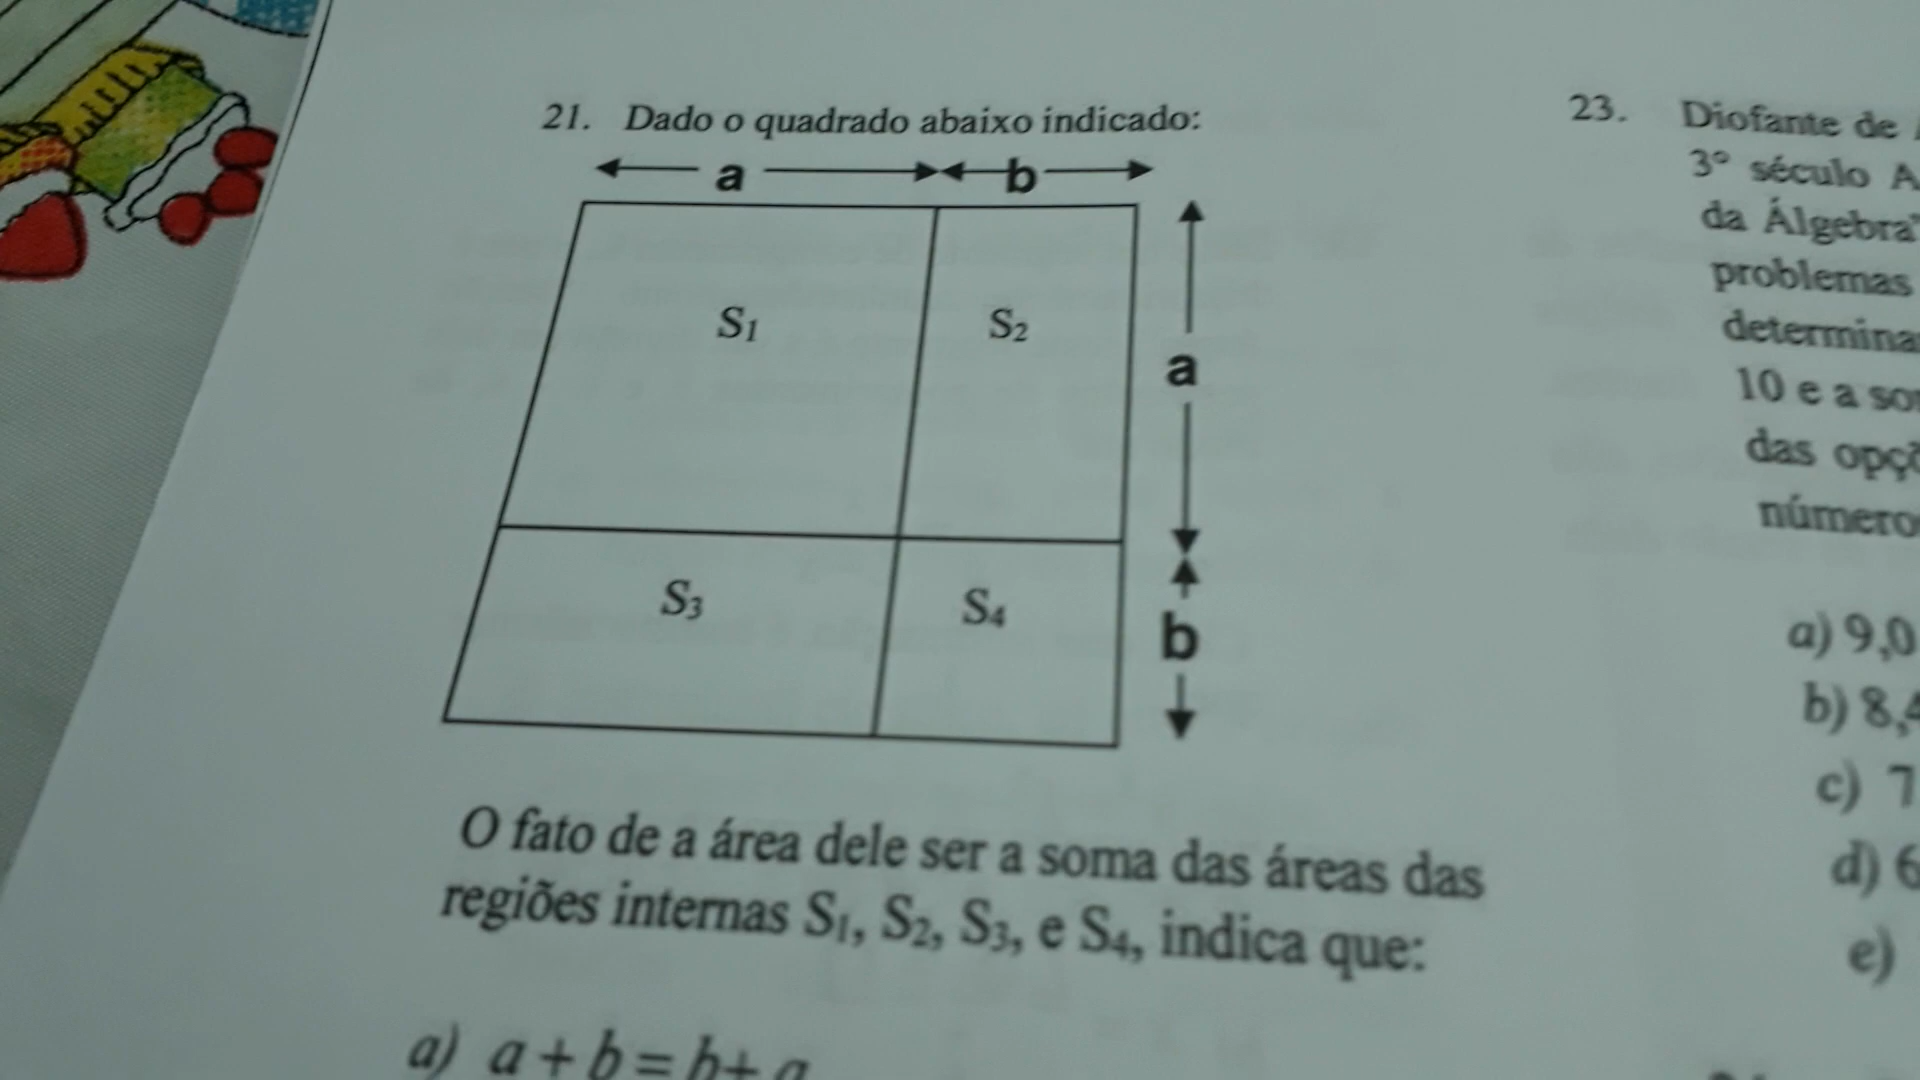 21. Dado o quadrado abaixo indicado:
a b
S1 S2
a
S3 S4
b
O fato de a área dele ser a soma das áreas das
regiões internas S1, S2, S3, e S4, indica que:
a) a + b = b + a
23. Diofante de
3º século A
da Álgebra"
problemas
determina
10 e a so
das opçõ
número
a) 9,0
b) 8,4
c) 7
d) 6
e)